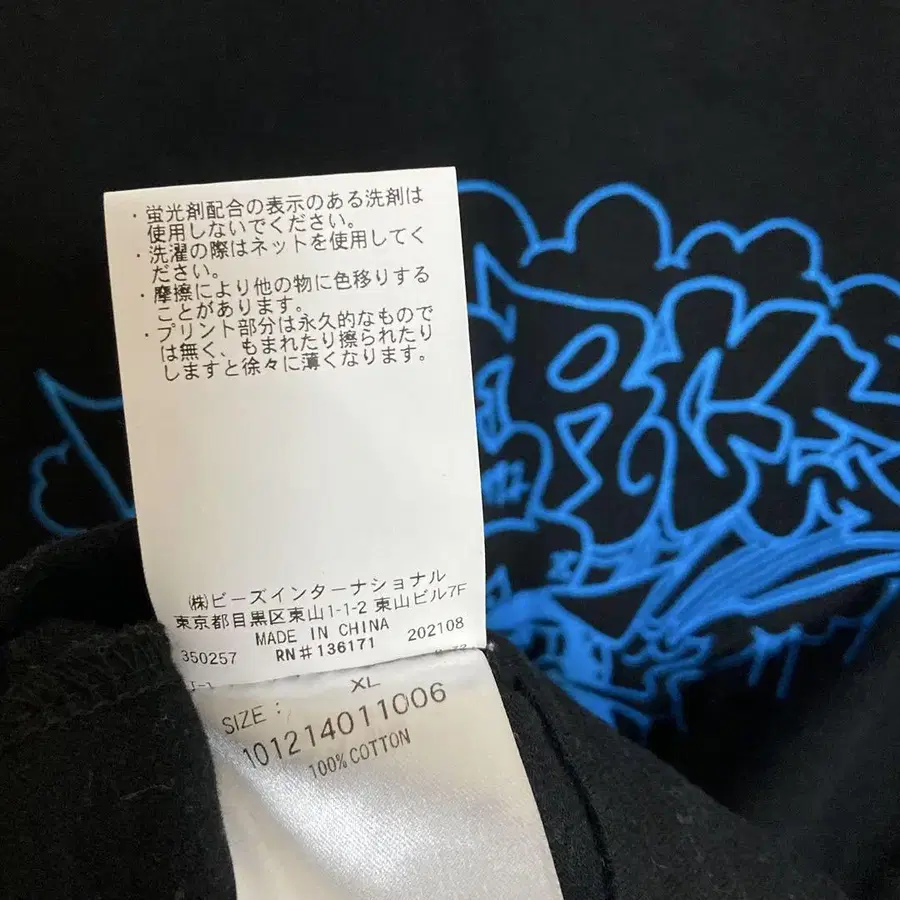 ・蛍光剤配合の表示のある洗剤は
使用しないでください。
・洗濯の際はネットを使用してく
ださい。
・摩擦により他の物に色移りする
ことがあります。
・プリント部分は永久的なもので
は無く、もまれたり擦られたり
しますと徐々に薄くなります。
㈱ビーズインターナショナル
東京都目黒区東山1-1-2 東山ビル7F
MADE IN CHINA
350257 RN#136171 202108
SIZE : XL
101214011006
100% COTTON